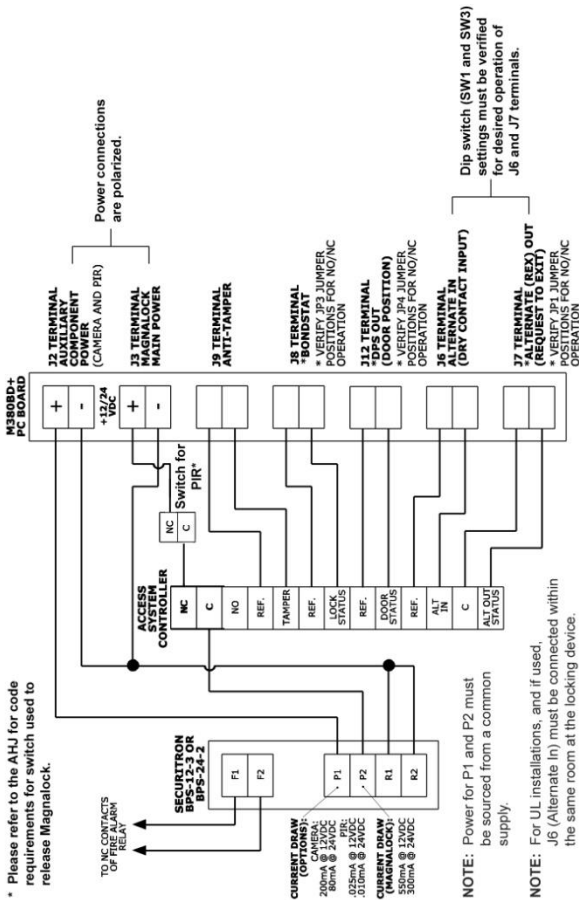 * Please refer to the AHJ for code
requirements for switch used to
release Magnalock.
TO NC CONTACTS
OF FIRE ALARM
RELAY
SECURITRON
BPS-12-3 OR
BPS-24-2
F1
F2
P1
P2
R1
R2
CURRENT DRAW
(OPTIONS):
CAMERA:
200mA @ 12VDC
80mA @ 24VDC
PIR:
.025mA @ 12VDC
.010mA @ 24VDC
CURRENT DRAW
(MAGNALOCK):
550mA @ 12VDC
300mA @ 24VDC
NOTE: Power for P1 and P2 must
be sourced from a common
supply.
NOTE: For UL installations, and if used,
J6 (Alternate In) must be connected within
the same room at the locking device.
ACCESS
SYSTEM
CONTROLLER
NC
C
NO
REF.
TAMPER
REF.
LOCK
STATUS
REF.
DOOR
STATUS
REF.
ALT
IN
C
ALT OUT
STATUS
NC
C
Switch for
PIR*
M380BD+
PC BOARD
+
-
+12/24
VDC
+
-
J2 TERMINAL
AUXILIARY
COMPONENT
POWER
(CAMERA AND PIR)
J3 TERMINAL
MAGNALOCK
MAIN POWER
J9 TERMINAL
ANTI-TAMPER
J8 TERMINAL
*BONDSTAT
* VERIFY JP3 JUMPER
POSITIONS FOR NO/NC
OPERATION
J12 TERMINAL
*DPS OUT
(DOOR POSITION)
* VERIFY JP4 JUMPER
POSITIONS FOR NO/NC
OPERATION
J6 TERMINAL
ALTERNATE IN
(DRY CONTACT INPUT)
J7 TERMINAL
*ALTERNATE (REX) OUT
(REQUEST TO EXIT)
* VERIFY JP1 JUMPER
POSITIONS FOR NO/NC
OPERATION
Power connections
are polarized.
Dip switch (SW1 and SW3)
settings must be verified
for desired operation of
J6 and J7 terminals.